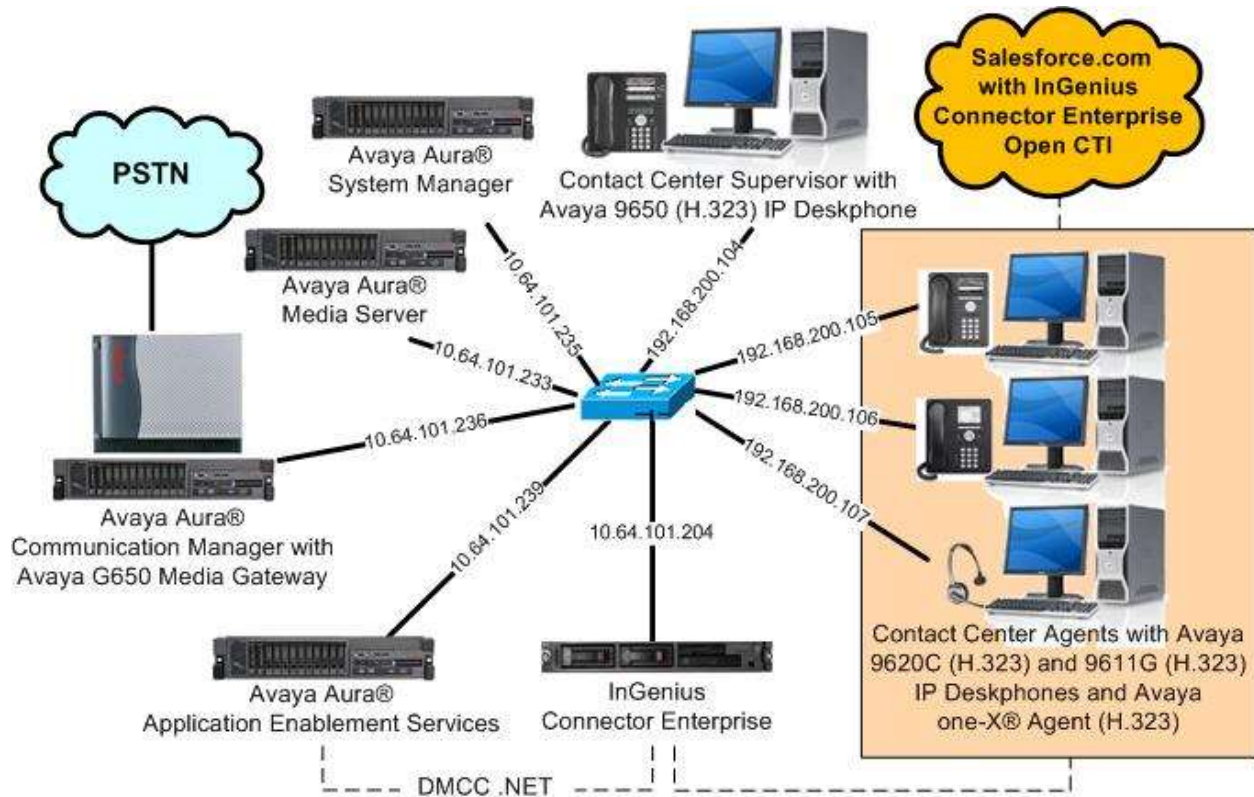 Salesforce.com
with InGenius
Connector Enterprise
Open CTI
PSTN
Avaya Aura®
System Manager
Contact Center Supervisor with
Avaya 9650 (H.323) IP Deskphone
Avaya Aura®
Media Server
10.64.101.235
192.168.200.104
192.168.200.105
10.64.101.233
192.168.200.106
10.64.101.236
192.168.200.107
Avaya Aura®
Communication Manager with
Avaya G650 Media Gateway
10.64.101.239
10.64.101.204
Contact Center Agents with Avaya
9620C (H.323) and 9611G (H.323)
IP Deskphones and Avaya
one-X® Agent (H.323)
Avaya Aura®
Application Enablement Services
InGenius
Connector Enterprise
DMCC .NET